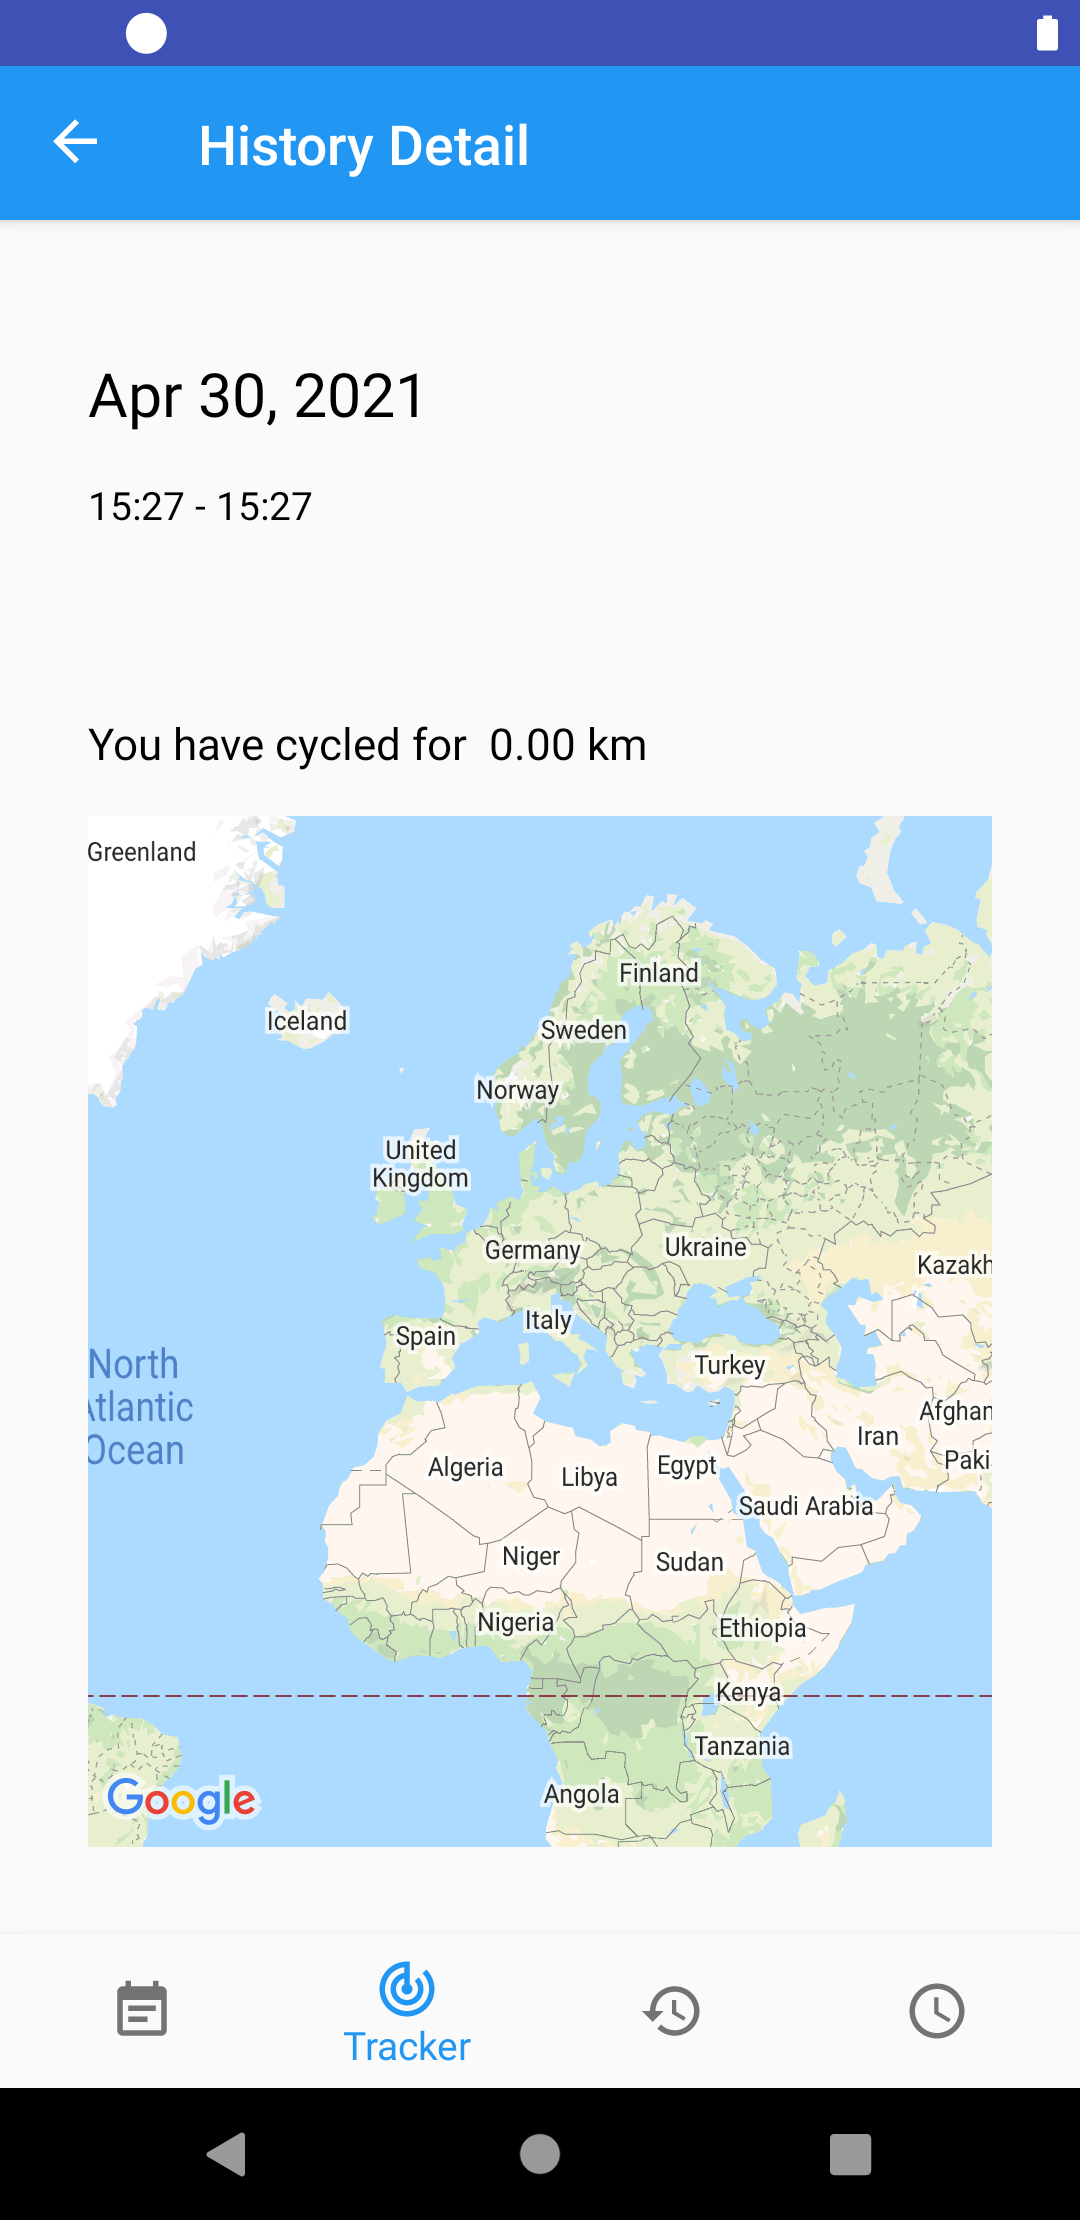 History Detail
Apr 30, 2021
15:27 - 15:27
You have cycled for 0.00 km
Greenland
Finland
Iceland
Sweden
Norway
United
Kingdom
Germany
Ukraine
Kazakh
Italy
Spain
North
Atlantic
Ocean
Turkey
Afghan
Iran
Paki
Algeria
Libya
Egypt
Saudi Arabia
Niger
Sudan
Nigeria
Ethiopia
Kenya
Tanzania
Angola
Google
Tracker